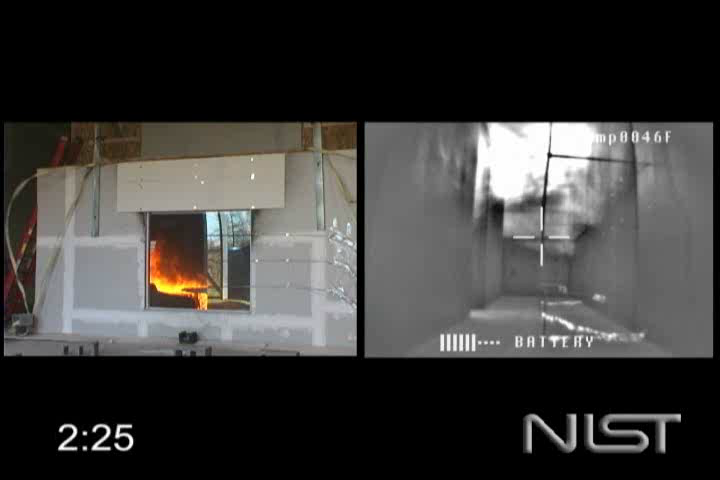 mp0046F
BATTERY
2:25
NIST